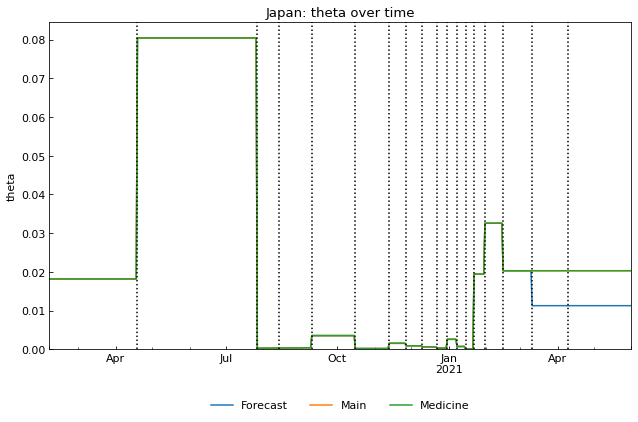 Japan: theta over time
0.08
0.07
0.06
0.05
0.04
0.03
0.02
0.01
0.00
theta
Apr Jul Oct Jan Apr
2021
Forecast Main Medicine